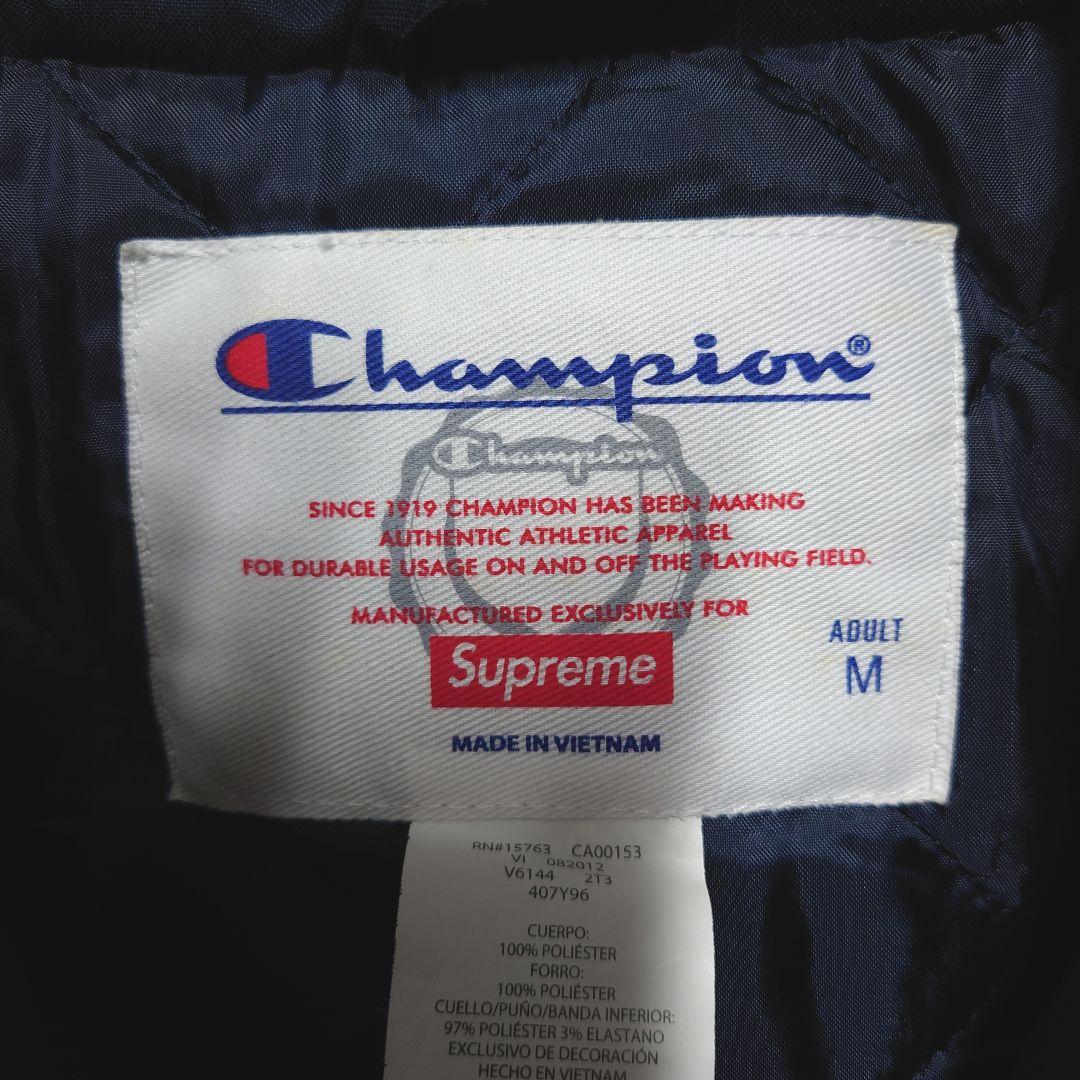 Champion®
Champion
SINCE 1919 CHAMPION HAS BEEN MAKING
AUTHENTIC ATHLETIC APPAREL
FOR DURABLE USAGE ON AND OFF THE PLAYING FIELD.
MANUFACTURED EXCLUSIVELY FOR
Supreme
ADULT
M
MADE IN VIETNAM
RN#15763 CA00153
VI 082012
V6144 2T3
407Y96
CUERPO:
100% POLIÉSTER
FORRO:
100% POLIÉSTER
CUELLO/PUÑO/BANDA INFERIOR:
97% POLIÉSTER 3% ELASTANO
EXCLUSIVO DE DECORACIÓN
HECHO EN VIETNAM